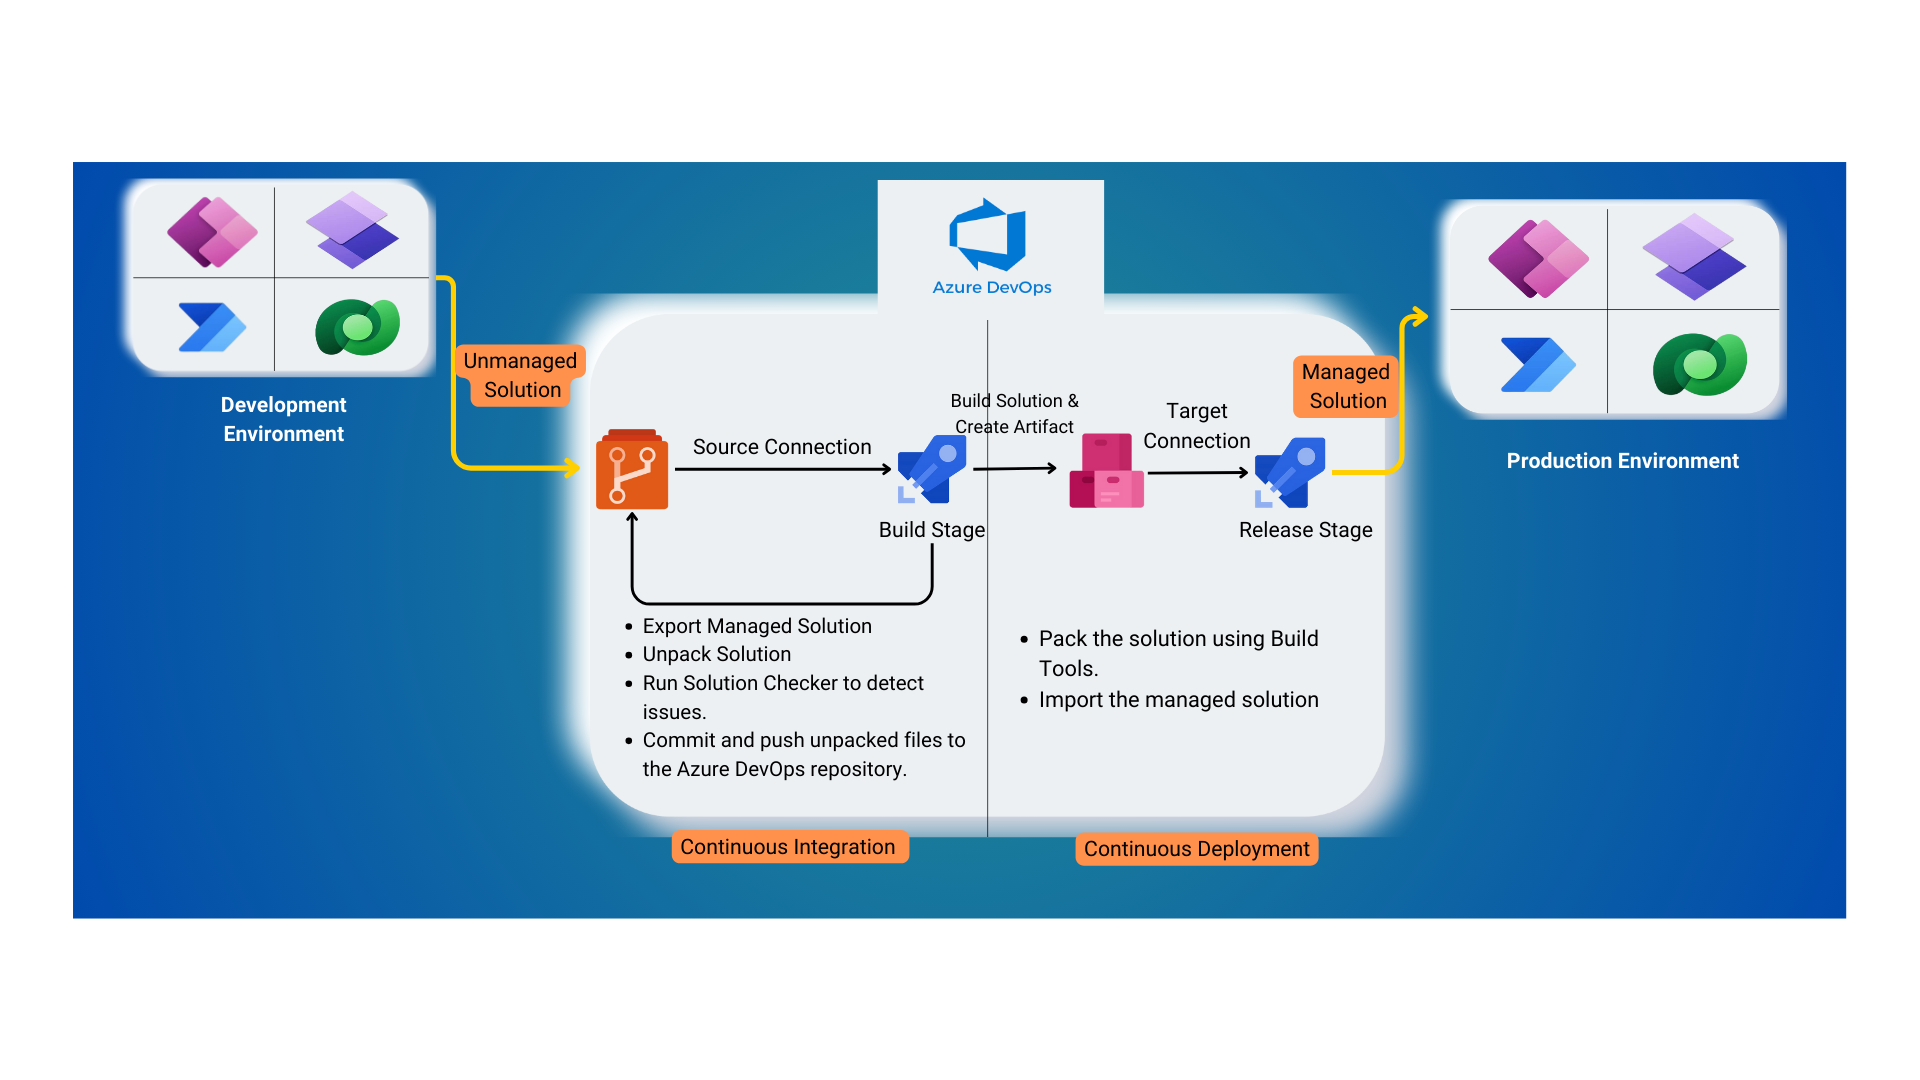 Azure DevOps
Development
Environment
Unmanaged
Solution
Source Connection
Build Stage
Build Solution &
Create Artifact
Target
Connection
Release Stage
Managed
Solution
Production Environment
• Export Managed Solution
• Unpack Solution
• Run Solution Checker to detect
issues.
• Commit and push unpacked files to
the Azure DevOps repository.
• Pack the solution using Build
Tools.
• Import the managed solution
Continuous Integration
Continuous Deployment